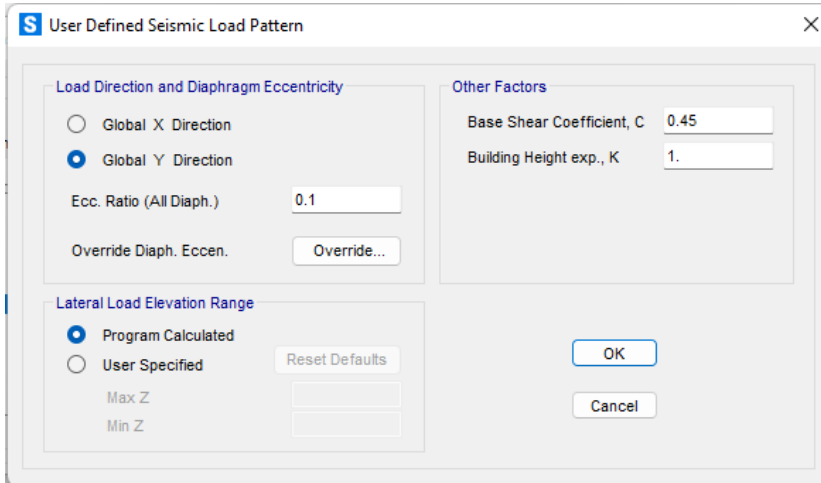 S User Defined Seismic Load Pattern
Load Direction and Diaphragm Eccentricity
Global X Direction
Global Y Direction
Ecc. Ratio (All Diaph.) 0.1
Override Diaph. Eccen. Override...
Other Factors
Base Shear Coefficient, C 0.45
Building Height exp., K 1.
Lateral Load Elevation Range
Program Calculated
User Specified Reset Defaults
Max Z
Min Z
OK
Cancel